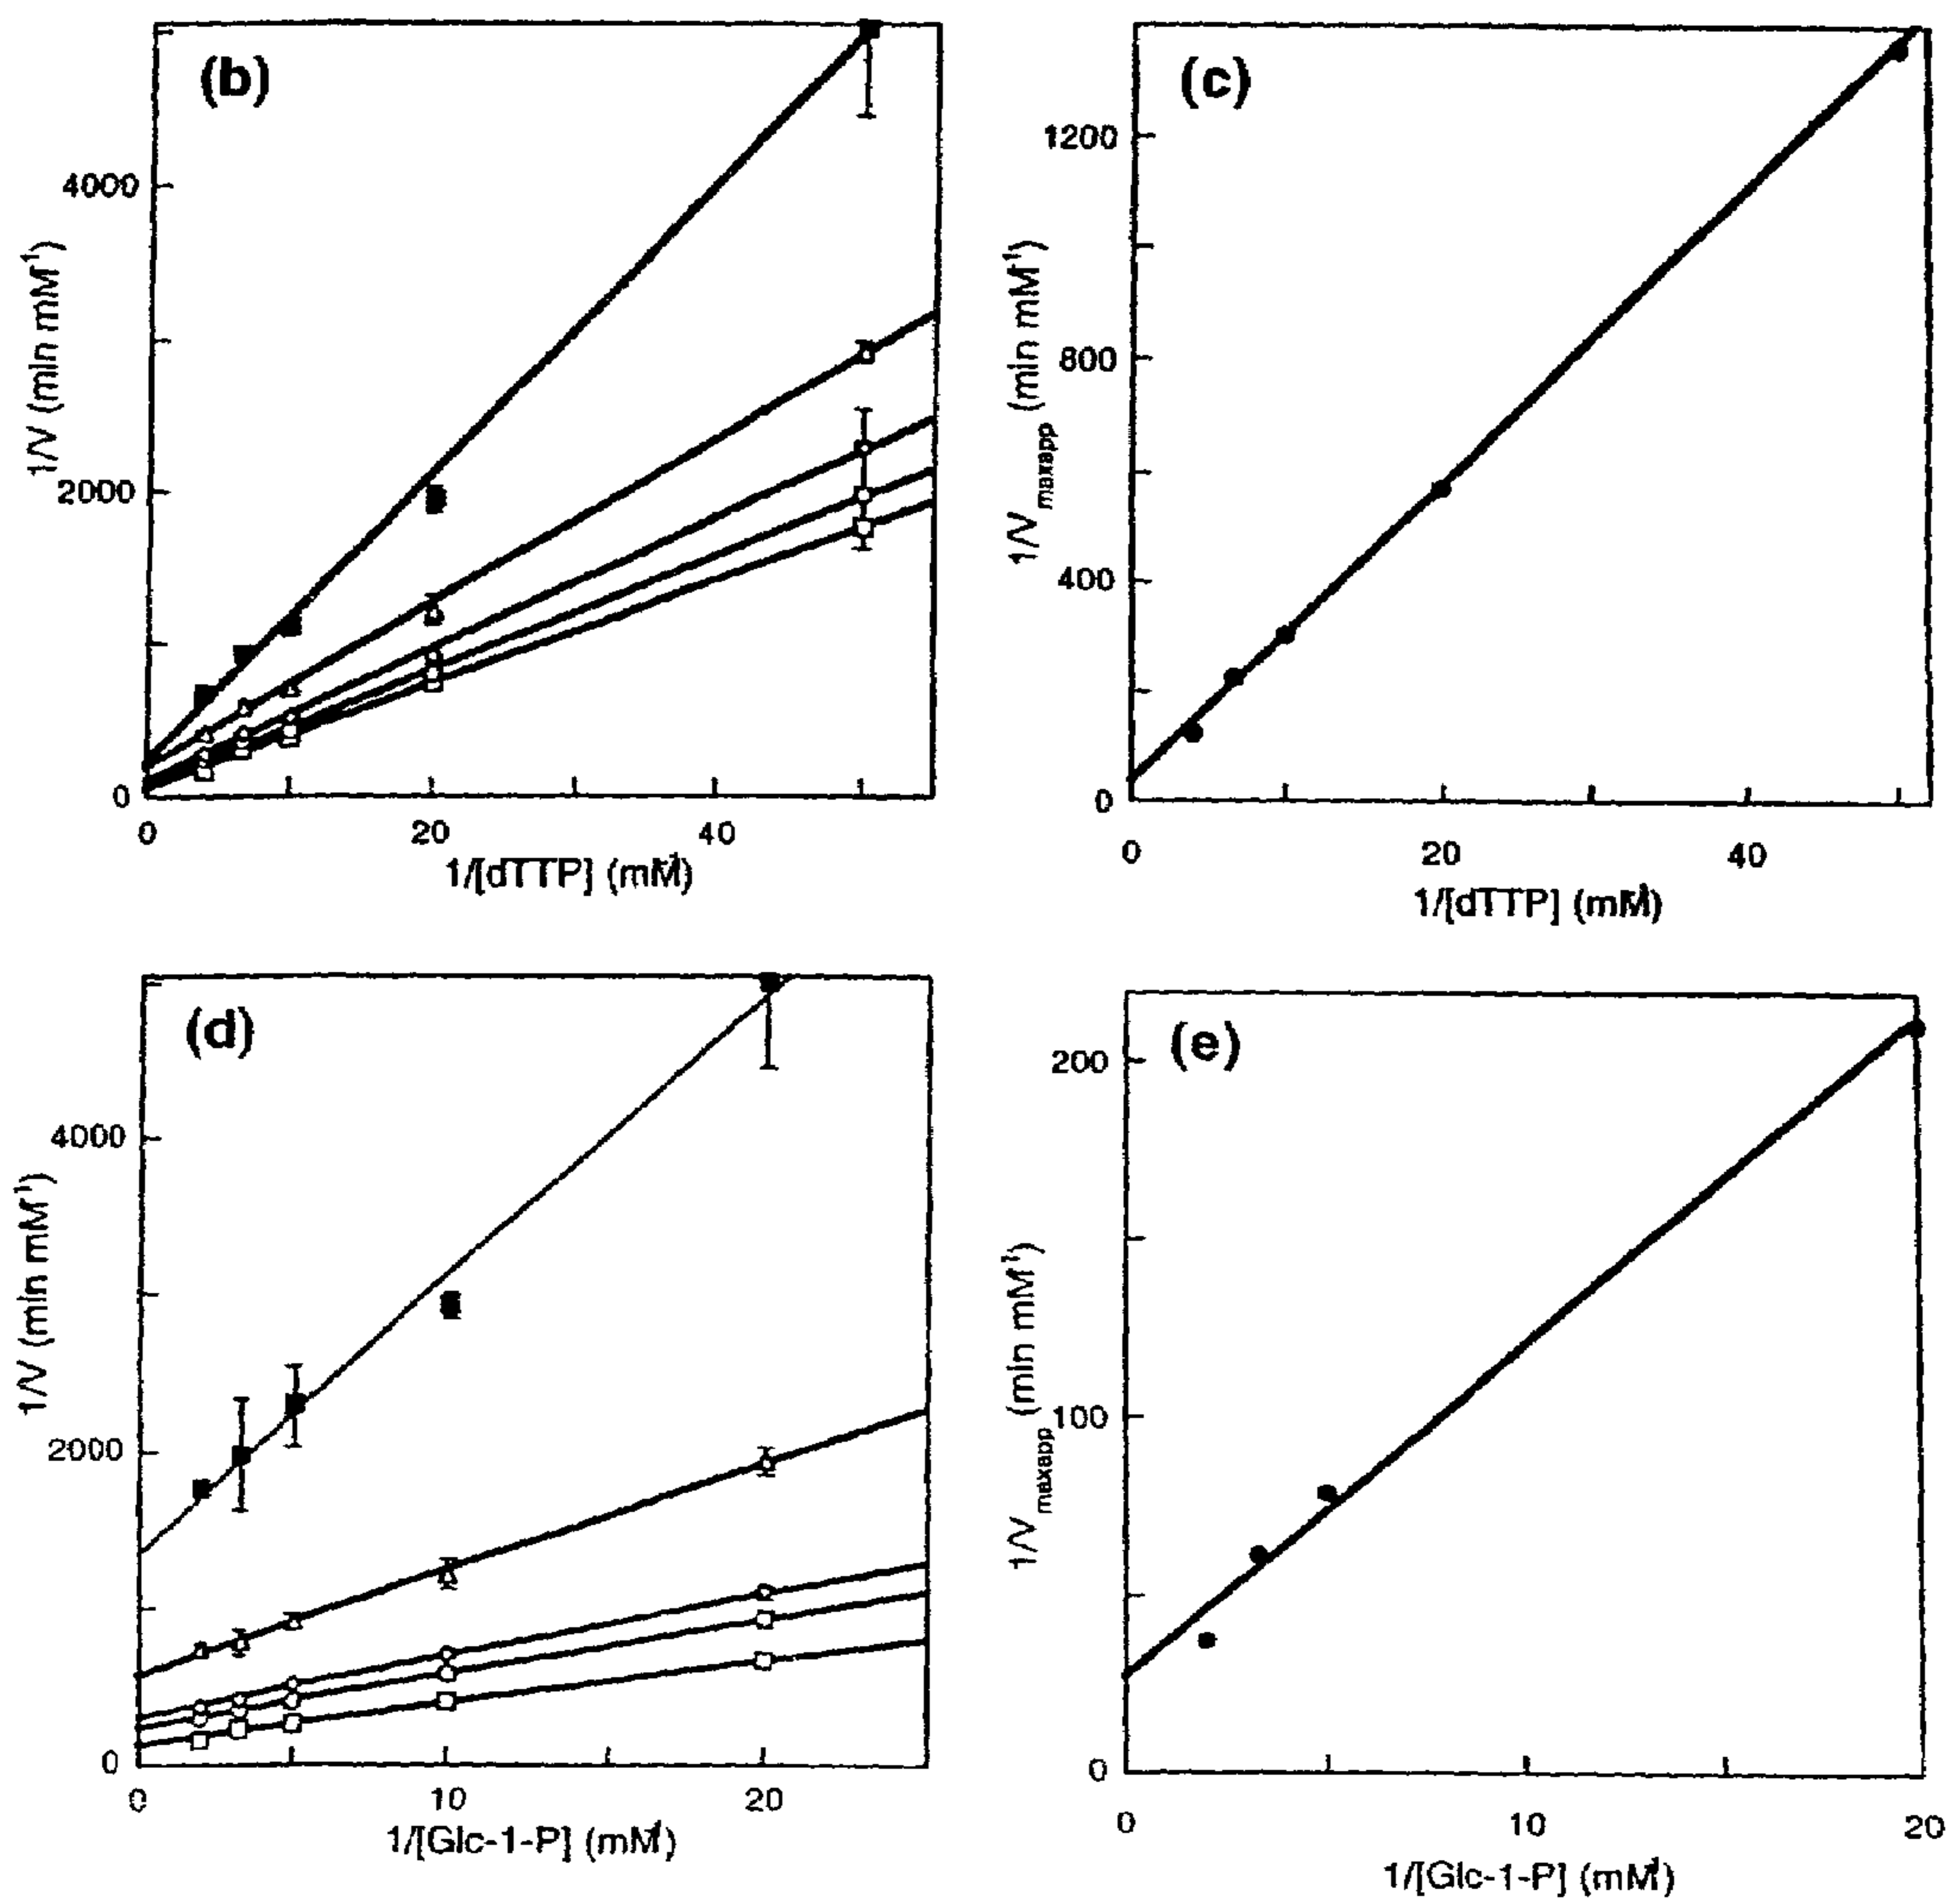 (b)
4000
2000
0
1/V (min mM⁻¹)
0 20 40
1/[dTTP] (mM⁻¹)
(c)
1200
800
400
0
1/Vmaxapp (min mM⁻¹)
0 20 40
1/[dTTP] (mM⁻¹)
(d)
4000
2000
0
1/V (min mM⁻¹)
0 10 20
1/[Glc-1-P] (mM⁻¹)
(e)
200
100
0
1/Vmaxapp (min mM⁻¹)
0 10 20
1/[Glc-1-P] (mM⁻¹)